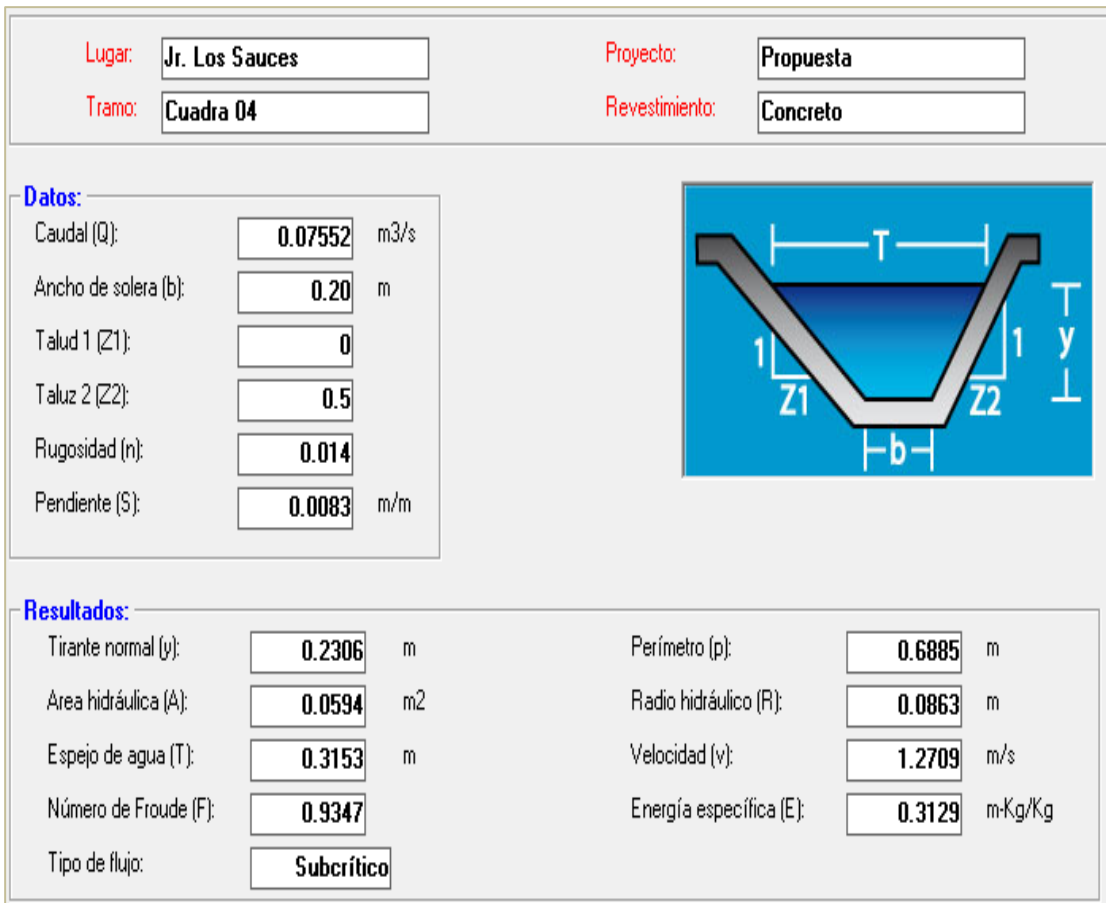 Lugar: Jr. Los Sauces Proyecto: Propuesta
Tramo: Cuadra 04 Revestimiento: Concreto
Datos:
Caudal (Q): 0.07552 m3/s
Ancho de solera (b): 0.20 m
Talud 1 (Z1): 0
Taluz 2 (Z2): 0.5
Rugosidad (n): 0.014
Pendiente (S): 0.0083 m/m
T
1 1 y
Z1 Z2
b
Resultados:
Tirante normal (y): 0.2306 m Perímetro (p): 0.6885 m
Area hidráulica (A): 0.0594 m2 Radio hidráulico (R): 0.0863 m
Espejo de agua (T): 0.3153 m Velocidad (v): 1.2709 m/s
Número de Froude (F): 0.9347 Energía específica (E): 0.3129 m-Kg/Kg
Tipo de flujo: Subcrítico